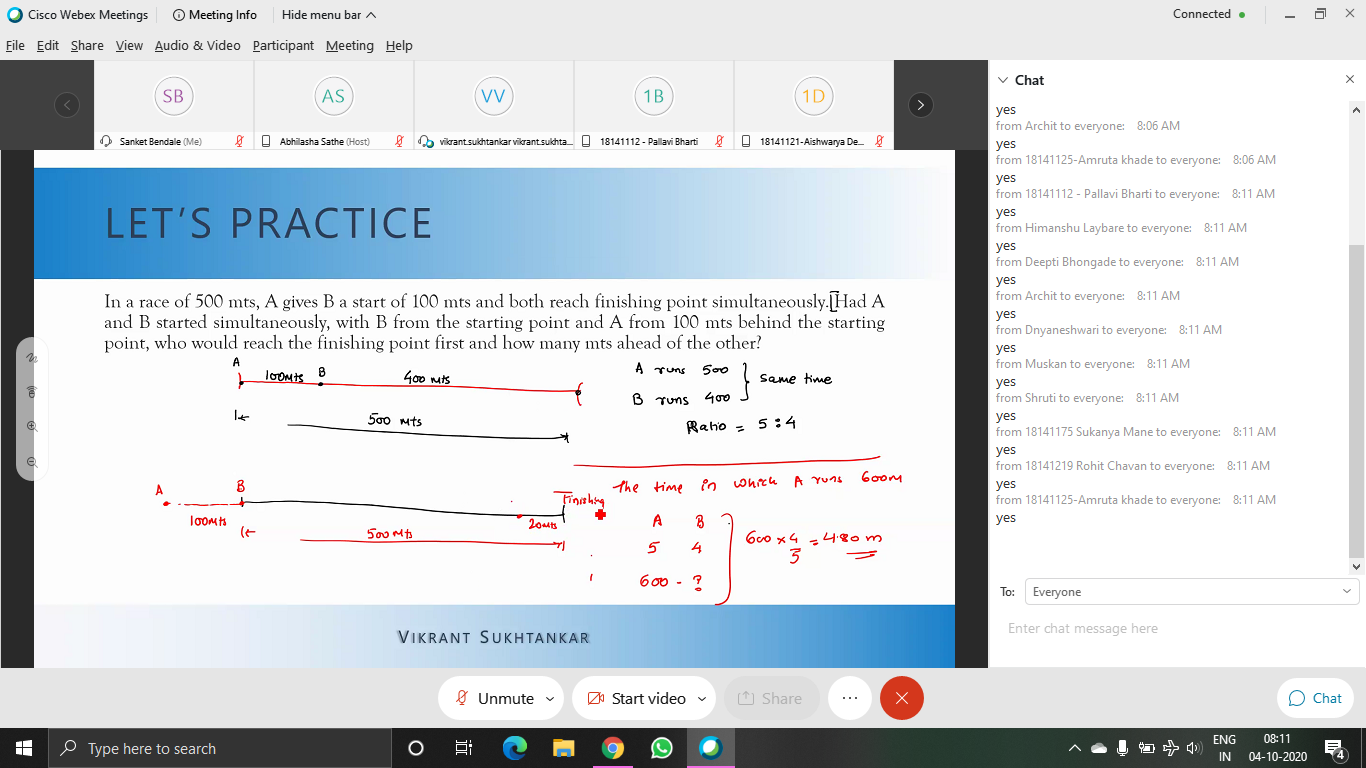 Cisco Webex Meetings
Meeting Info
Hide menu bar
Connected
File Edit Share View Audio & Video Participant Meeting Help
SB
AS
VV
1B
1D
Sanket Bendale (Me)
Abhilasha Sathe (Host)
vikrant.sukhtankar vikrant.sukhta...
18141112 - Pallavi Bharti
18141121-Aishwarya De...
LET'S PRACTICE
In a race of 500 mts, A gives B a start of 100 mts and both reach finishing point simultaneously. Had A
and B started simultaneously, with B from the starting point and A from 100 mts behind the starting
point, who would reach the finishing point first and how many mts ahead of the other?
A
100mts B 400 mts
500 mts
A runs 500
B runs 400
same time
Ratio = 5:4
A
B
100mts
500mts
Finishing
20mts
The time in which A runs 600m
A B
5 4
600 - ?
600 x 4/5 = 480 m
VIKRANT SUKHTANKAR
Chat
yes
from Archit to everyone: 8:06 AM
yes
from 18141125-Amruta khade to everyone: 8:06 AM
yes
from 18141112 - Pallavi Bharti to everyone: 8:11 AM
yes
from Himanshu Laybare to everyone: 8:11 AM
yes
from Deepti Bhongade to everyone: 8:11 AM
yes
from Archit to everyone: 8:11 AM
yes
from Dnyaneshwari to everyone: 8:11 AM
yes
from Muskan to everyone: 8:11 AM
yes
from Shruti to everyone: 8:11 AM
yes
from 18141175 Sukanya Mane to everyone: 8:11 AM
yes
from 18141219 Rohit Chavan to everyone: 8:11 AM
yes
from 18141125-Amruta khade to everyone: 8:11 AM
yes
To: Everyone
Enter chat message here
Unmute
Start video
Share
Chat
Type here to search
ENG
IN
08:11
04-10-2020
4